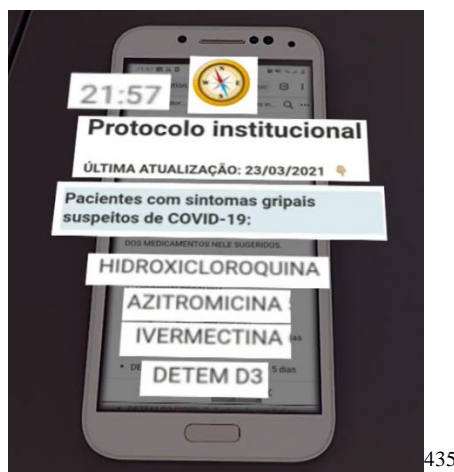 21:57
Protocolo institucional
ÚLTIMA ATUALIZAÇÃO: 23/03/2021
Pacientes com sintomas gripais
suspeitos de COVID-19:
DOS MEDICAMENTOS NELE SUGERIDOS.
HIDROXICLOROQUINA
AZITROMICINA
IVERMECTINA
5 dias
DETEM D3
435